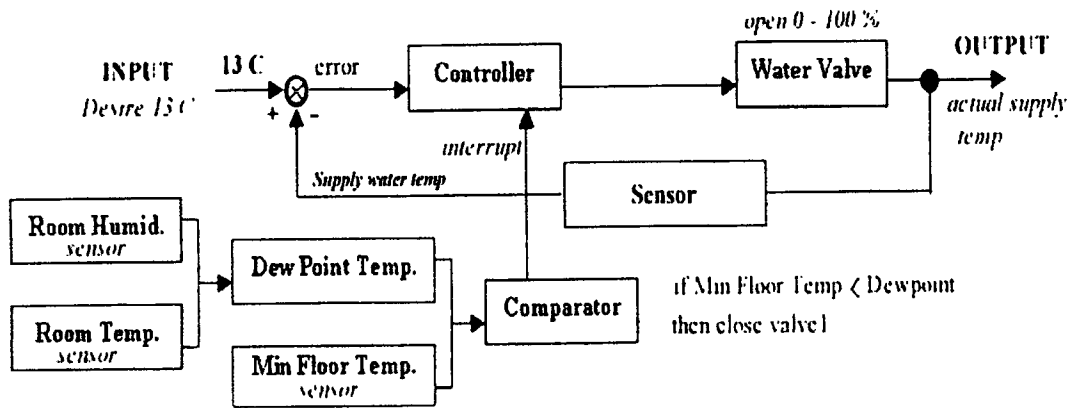 open 0 - 100 %
INPUT
Desire 13 C
13 C
error
+
-
Controller
Water Valve
OUTPUT
actual supply
temp
interrupt
Supply water temp
Sensor
Room Humid.
sensor
Room Temp.
sensor
Dew Point Temp.
Min Floor Temp.
sensor
Comparator
if Min Floor Temp < Dewpoint
then close valve1